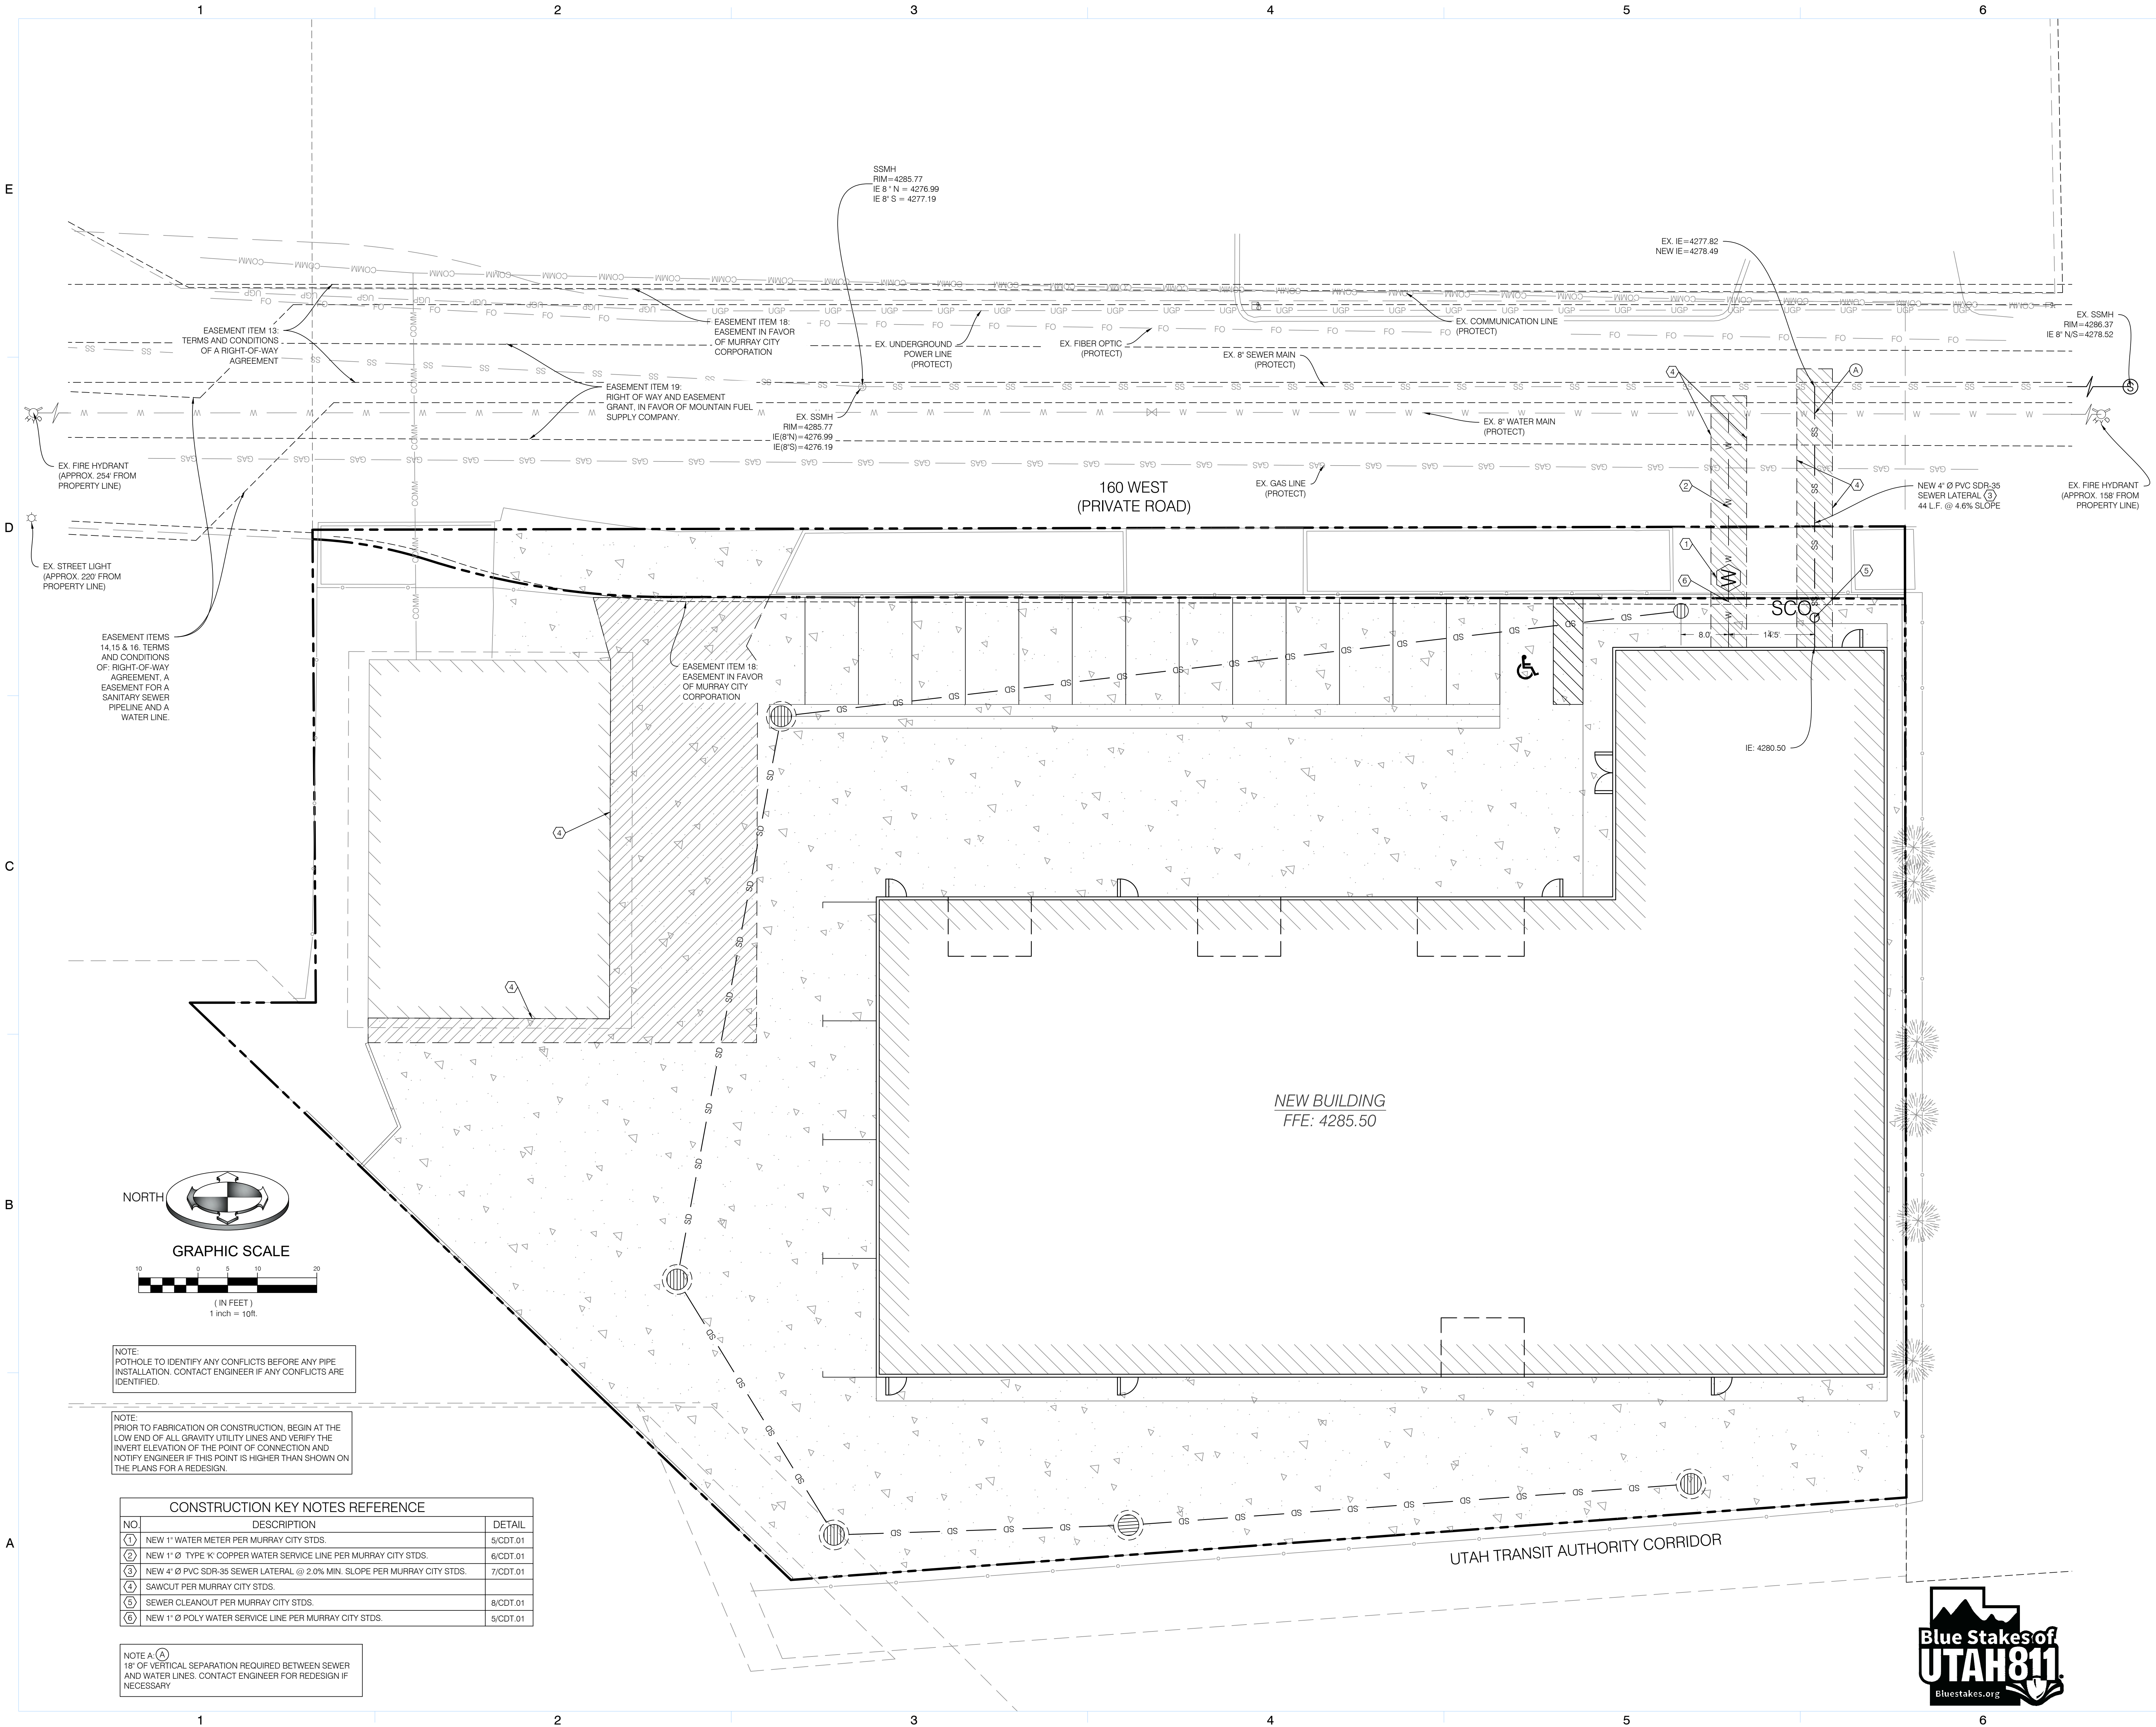 1 2 3 4 5 6
E
SSMH
RIM=4285.77
IE 8 " N = 4276.99
IE 8" S = 4277.19
EX. IE=4277.82
NEW IE=4278.49
EASEMENT ITEM 13:
TERMS AND CONDITIONS
OF A RIGHT-OF-WAY
AGREEMENT
EASEMENT ITEM 18:
EASEMENT IN FAVOR
OF MURRAY CITY
CORPORATION
EX. UNDERGROUND
POWER LINE
(PROTECT)
EX. FIBER OPTIC
(PROTECT)
EX. COMMUNICATION LINE
(PROTECT)
EX. 8" SEWER MAIN
(PROTECT)
EX. SSMH
RIM=4286.37
IE 8" N/S=4278.52
EASEMENT ITEM 19:
RIGHT OF WAY AND EASEMENT
GRANT, IN FAVOR OF MOUNTAIN FUEL
SUPPLY COMPANY.
EX. SSMH
RIM=4285.77
IE(8"N)=4276.99
IE(8"S)=4276.19
EX. 8" WATER MAIN
(PROTECT)
4
A
EX. FIRE HYDRANT
(APPROX. 254' FROM
PROPERTY LINE)
EX. GAS LINE
(PROTECT)
160 WEST
(PRIVATE ROAD)
2
4
NEW 4" Ø PVC SDR-35
SEWER LATERAL 3
44 L.F. @ 4.6% SLOPE
EX. FIRE HYDRANT
(APPROX. 158' FROM
PROPERTY LINE)
D
EX. STREET LIGHT
(APPROX. 220' FROM
PROPERTY LINE)
1
5
6
W
SCO
8.0'
14.5'
EASEMENT ITEMS
14,15 & 16. TERMS
AND CONDITIONS
OF: RIGHT-OF-WAY
AGREEMENT, A
EASEMENT FOR A
SANITARY SEWER
PIPELINE AND A
WATER LINE.
EASEMENT ITEM 18:
EASEMENT IN FAVOR
OF MURRAY CITY
CORPORATION
IE: 4280.50
4
C
4
NEW BUILDING
FFE: 4285.50
B
NORTH
GRAPHIC SCALE
10 0 5 10 20
( IN FEET )
1 inch = 10ft.
NOTE:
POTHOLE TO IDENTIFY ANY CONFLICTS BEFORE ANY PIPE
INSTALLATION. CONTACT ENGINEER IF ANY CONFLICTS ARE
IDENTIFIED.
NOTE:
PRIOR TO FABRICATION OR CONSTRUCTION, BEGIN AT THE
LOW END OF ALL GRAVITY UTILITY LINES AND VERIFY THE
INVERT ELEVATION OF THE POINT OF CONNECTION AND
NOTIFY ENGINEER IF THIS POINT IS HIGHER THAN SHOWN ON
THE PLANS FOR A REDESIGN.
CONSTRUCTION KEY NOTES REFERENCE
NO. DESCRIPTION DETAIL
1 NEW 1" WATER METER PER MURRAY CITY STDS. 5/CDT.01
2 NEW 1" Ø TYPE 'K' COPPER WATER SERVICE LINE PER MURRAY CITY STDS. 6/CDT.01
3 NEW 4" Ø PVC SDR-35 SEWER LATERAL @ 2.0% MIN. SLOPE PER MURRAY CITY STDS. 7/CDT.01
4 SAWCUT PER MURRAY CITY STDS.
5 SEWER CLEANOUT PER MURRAY CITY STDS. 8/CDT.01
6 NEW 1" Ø POLY WATER SERVICE LINE PER MURRAY CITY STDS. 5/CDT.01
A
UTAH TRANSIT AUTHORITY CORRIDOR
NOTE A: A
18" OF VERTICAL SEPARATION REQUIRED BETWEEN SEWER
AND WATER LINES. CONTACT ENGINEER FOR REDESIGN IF
NECESSARY
Blue Stakes of
UTAH811
Bluestakes.org
1 2 3 4 5 6